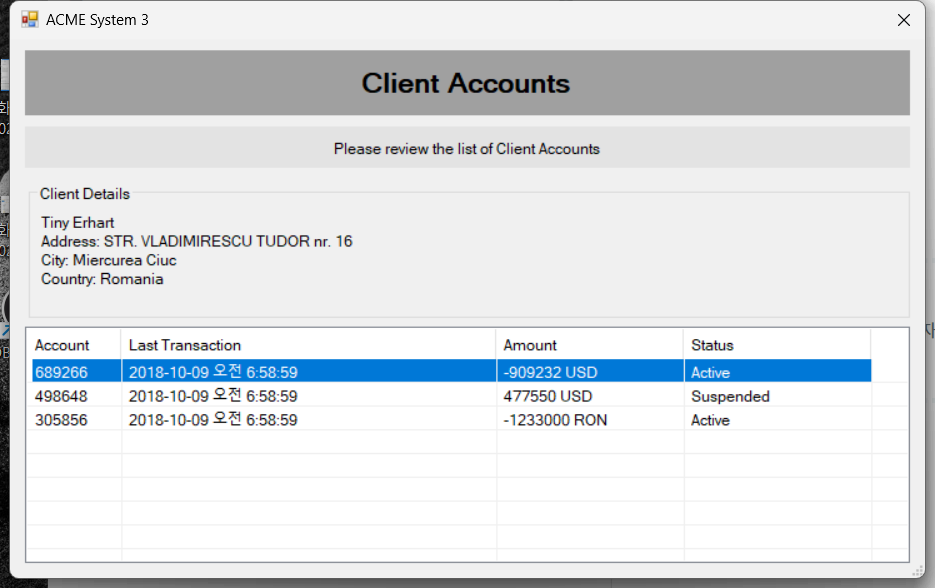 ACME System 3
Client Accounts
Please review the list of Client Accounts
Client Details
Tiny Erhart
Address: STR. VLADIMIRESCU TUDOR nr. 16
City: Miercurea Ciuc
Country: Romania
Account Last Transaction Amount Status
689266 2018-10-09 오전 6:58:59 -909232 USD Active
498648 2018-10-09 오전 6:58:59 477550 USD Suspended
305856 2018-10-09 오전 6:58:59 -1233000 RON Active